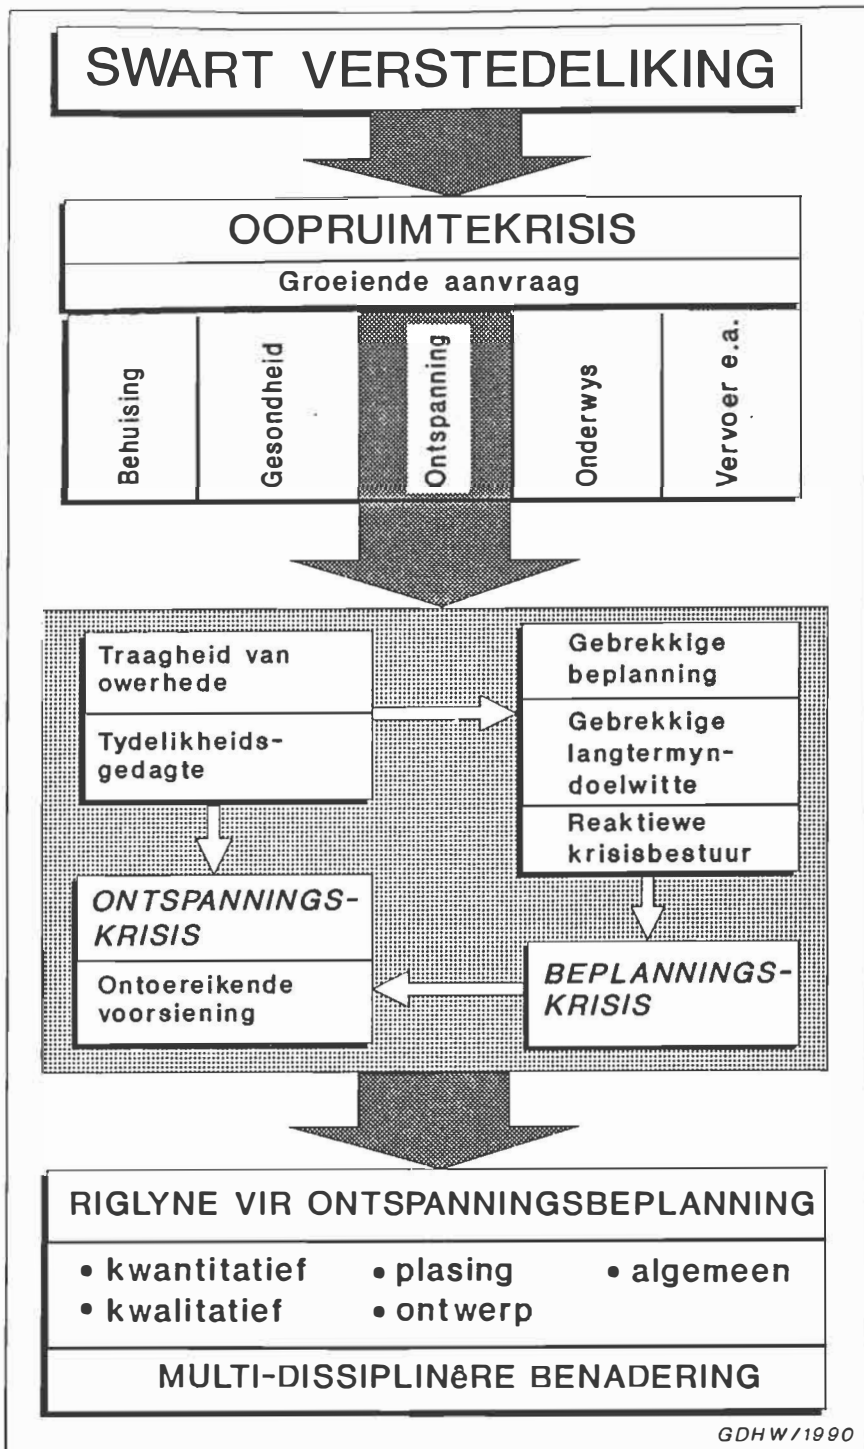 SWART VERSTEDELIKING
OOPRUIMTEKRISIS
Groeiende aanvraag
Behuising
Gesondheid
Ontspanning
Onderwys
Vervoer e.a.
Traagheid van
owerhede
Tydelikheids-
gedagte
Gebrekkige
beplanning
Gebrekkige
langtermyn-
doelwitte
Reaktiewe
krisisbestuur
ONTSPANNINGS-
KRISIS
Ontoereikende
voorsiening
BEPLANNINGS-
KRISIS
RIGLYNE VIR ONTSPANNINGSBEPLANNING
• kwantitatief • plasing • algemeen
• kwalitatief • ontwerp
MULTI-DISSIPLINêRE BENADERING
GDHW/1990